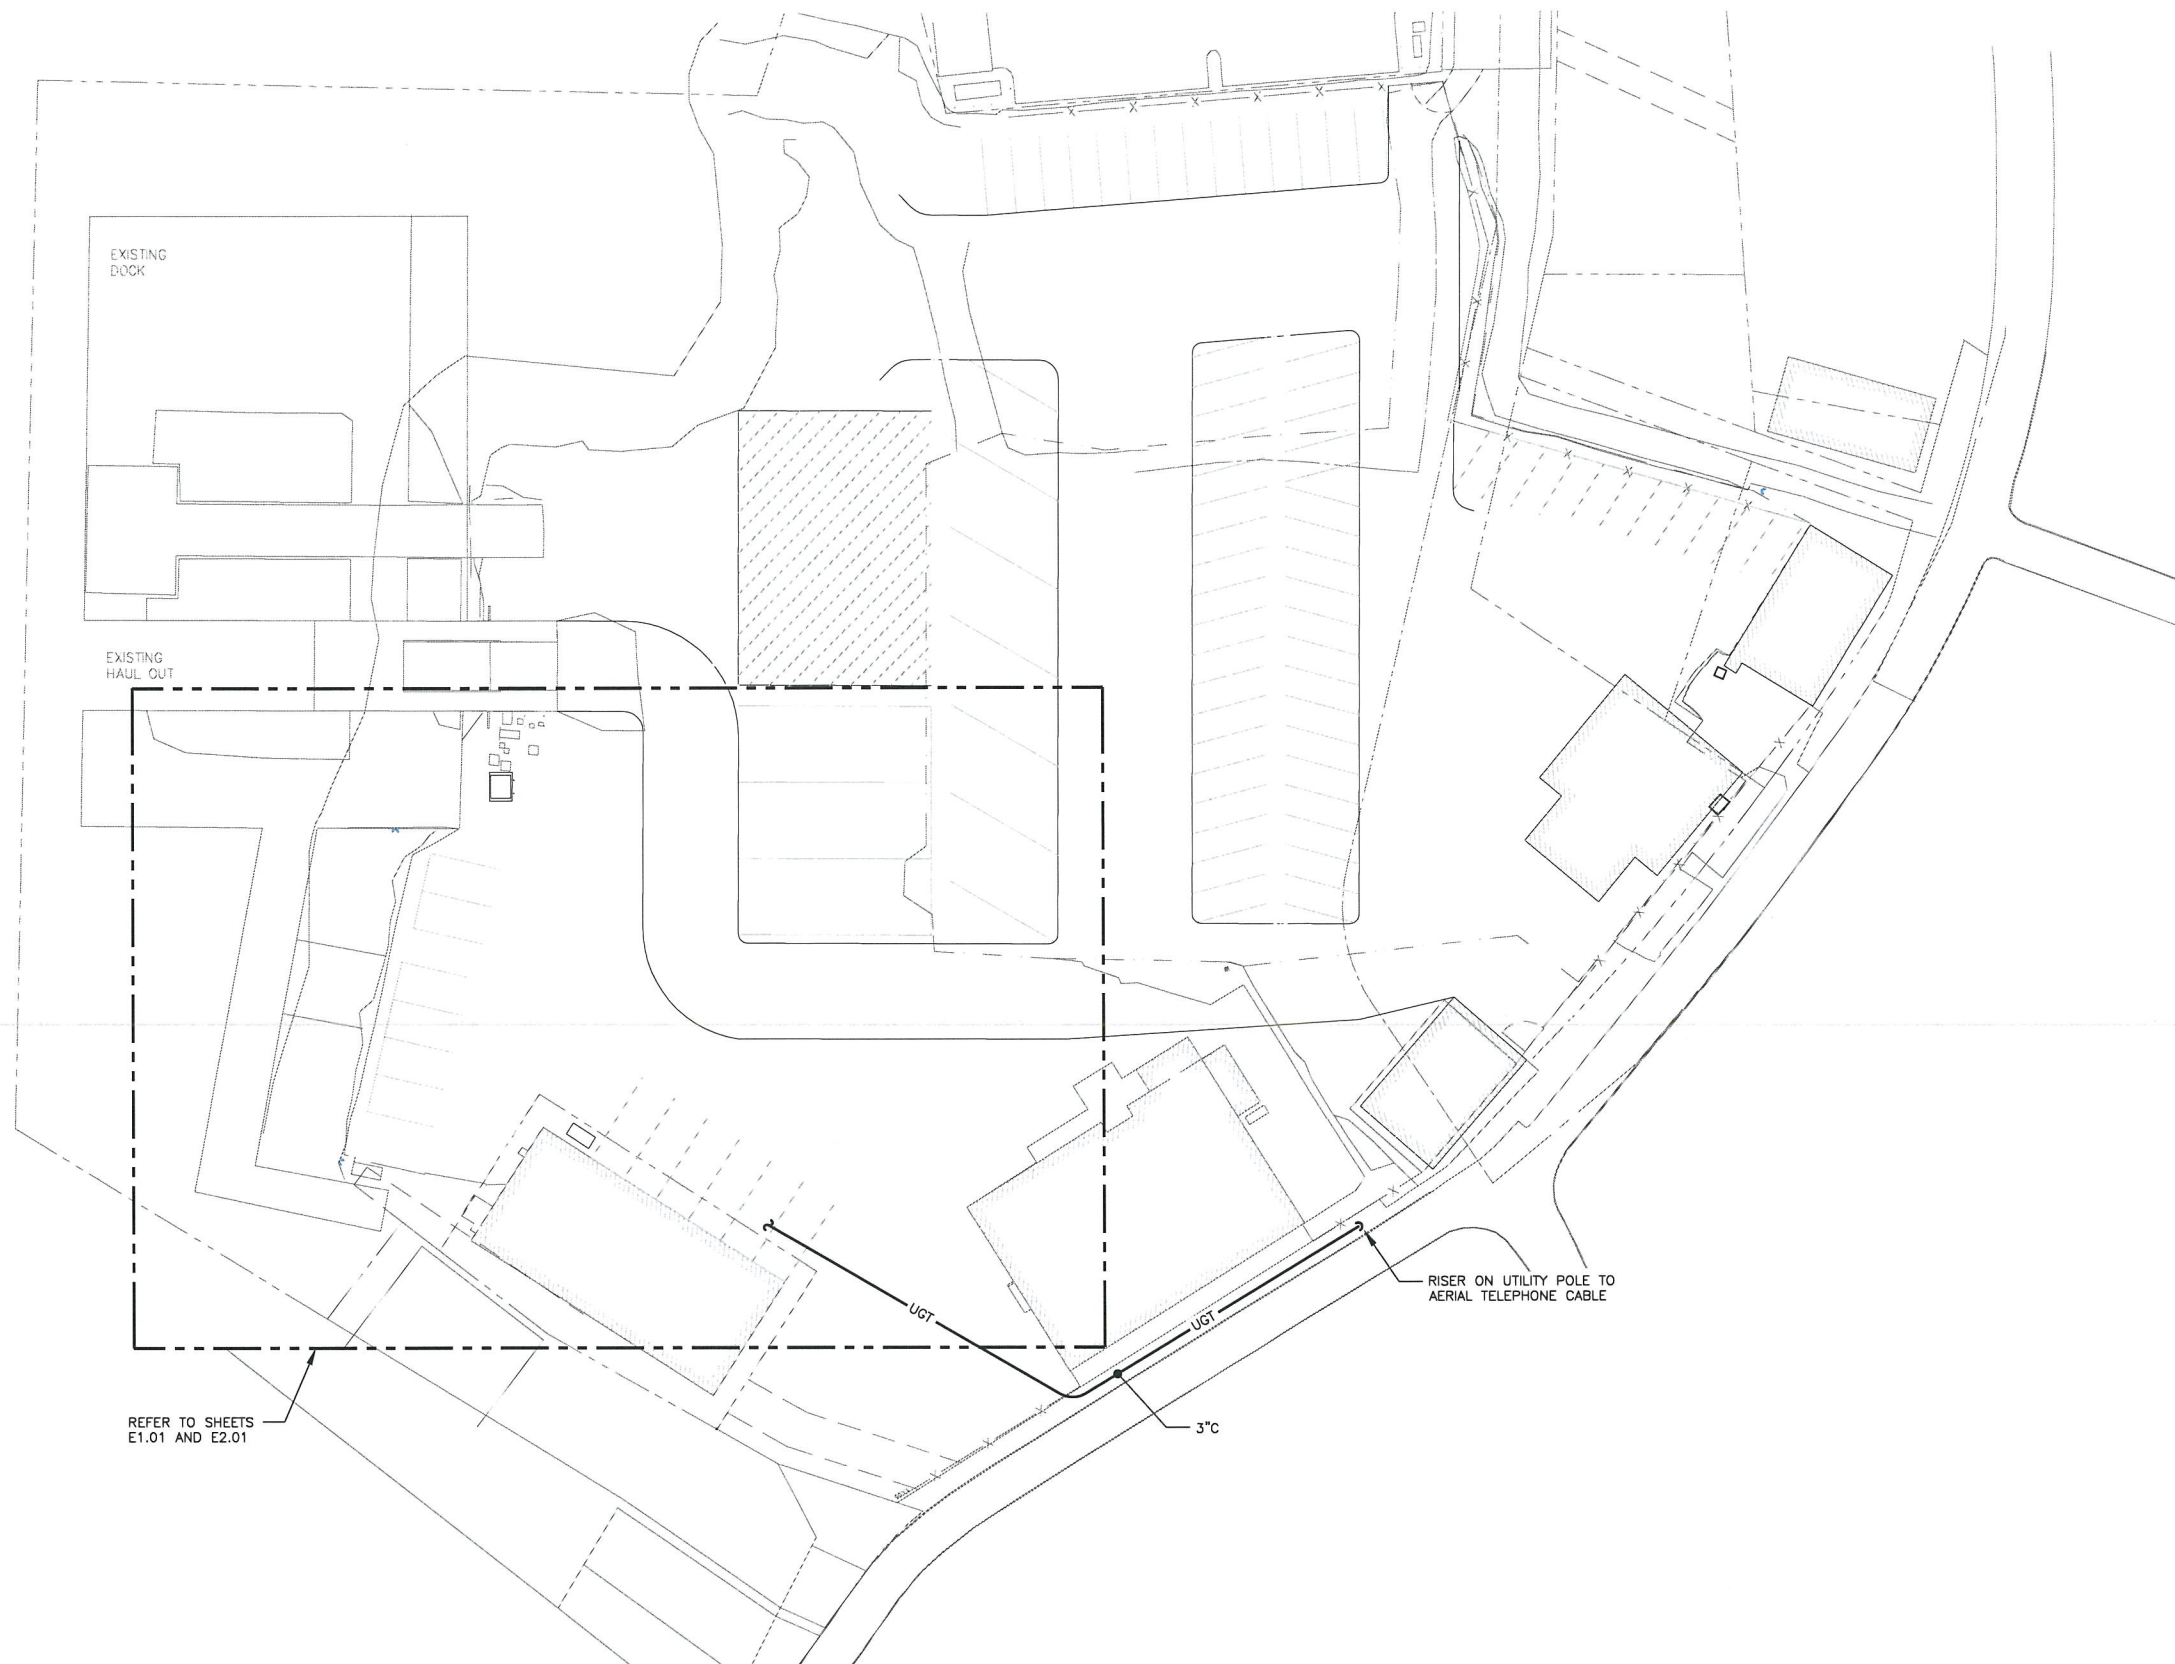 EXISTING
DOCK
EXISTING
HAUL OUT
UGT
UGT
RISER ON UTILITY POLE TO
AERIAL TELEPHONE CABLE
3"C
REFER TO SHEETS
E1.01 AND E2.01